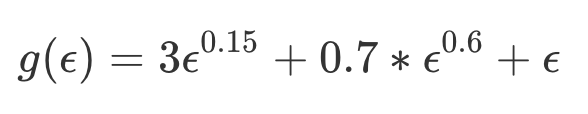 g(ϵ) = 3ϵ^{0.15} + 0.7 * ϵ^{0.6} + ϵ